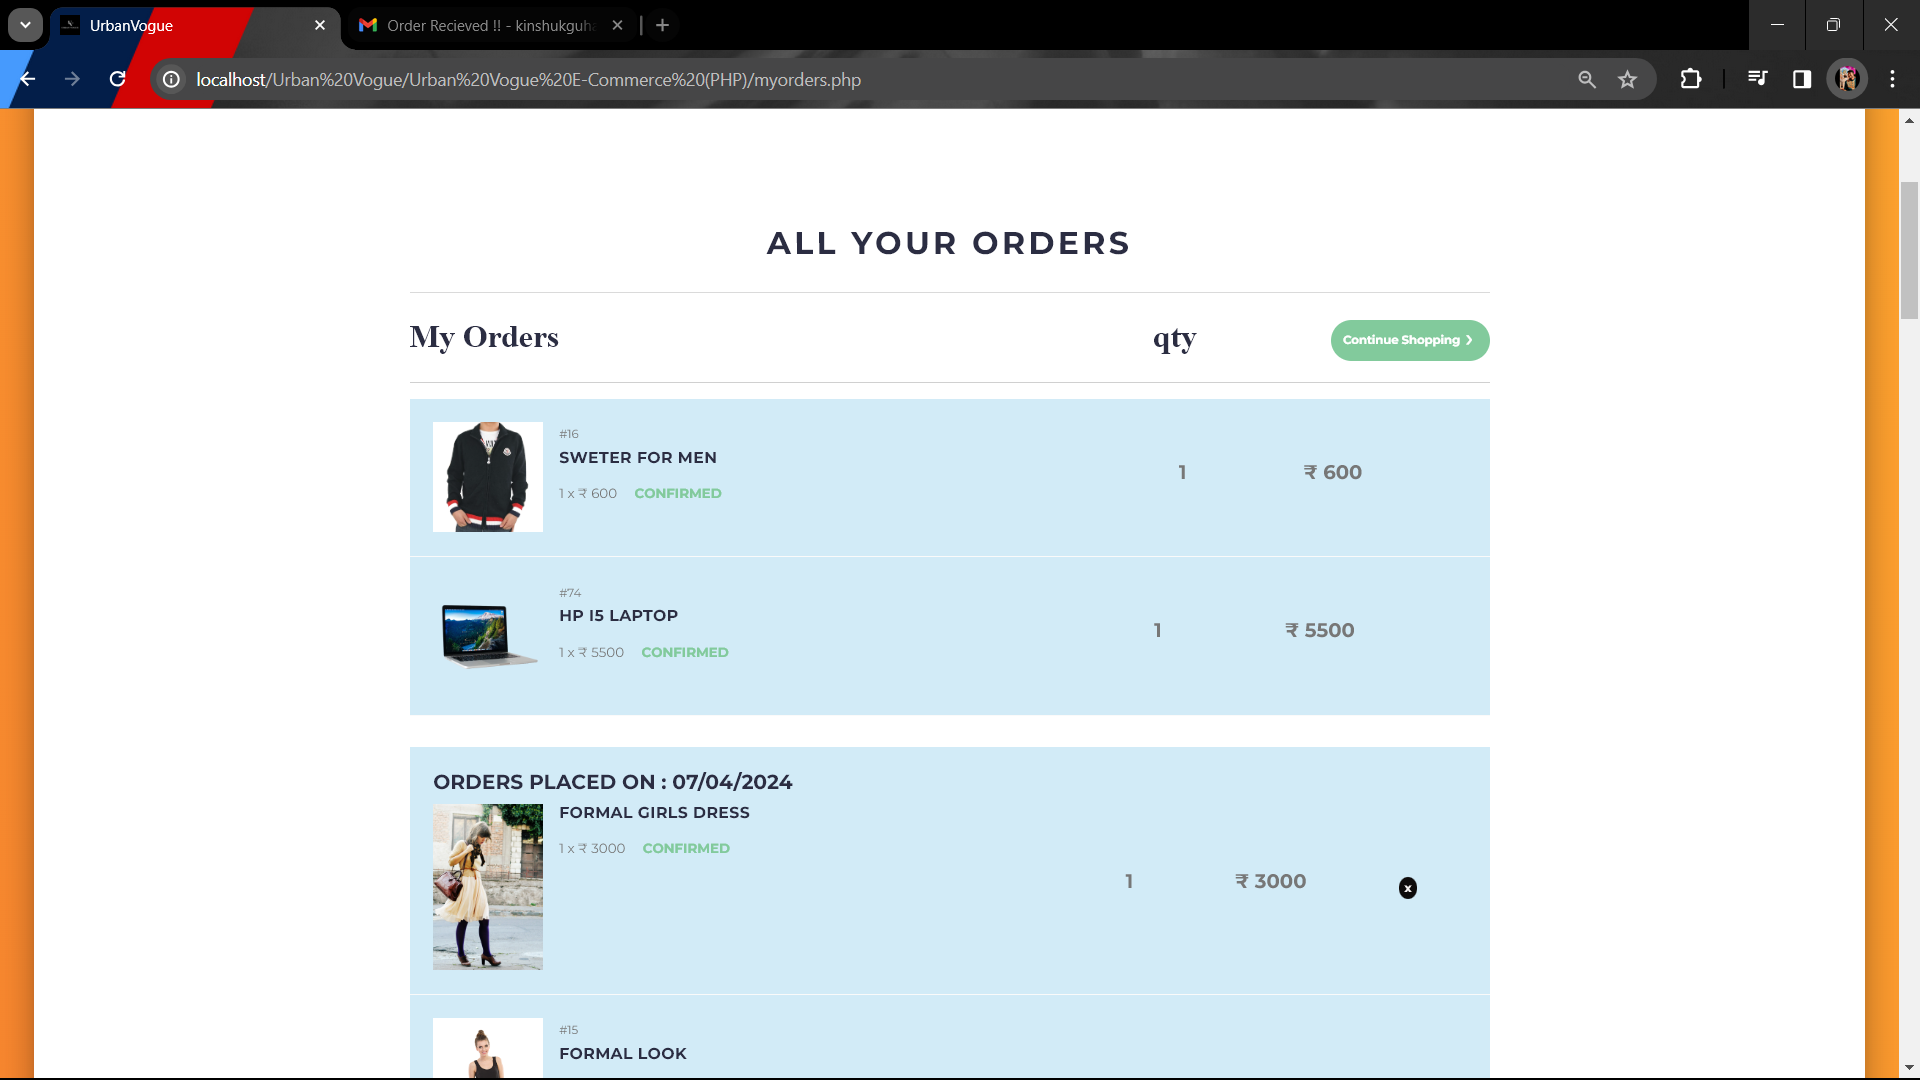 UrbanVogue
Order Recieved !! - kinshukguha
localhost/Urban%20Vogue/Urban%20Vogue%20E-Commerce%20(PHP)/myorders.php
ALL YOUR ORDERS
My Orders qty Continue Shopping
#16
SWETER FOR MEN
1 x ₹ 600 CONFIRMED 1 ₹ 600
#74
HP I5 LAPTOP
1 x ₹ 5500 CONFIRMED 1 ₹ 5500
ORDERS PLACED ON : 07/04/2024
FORMAL GIRLS DRESS
1 x ₹ 3000 CONFIRMED
1 ₹ 3000 x
#15
FORMAL LOOK